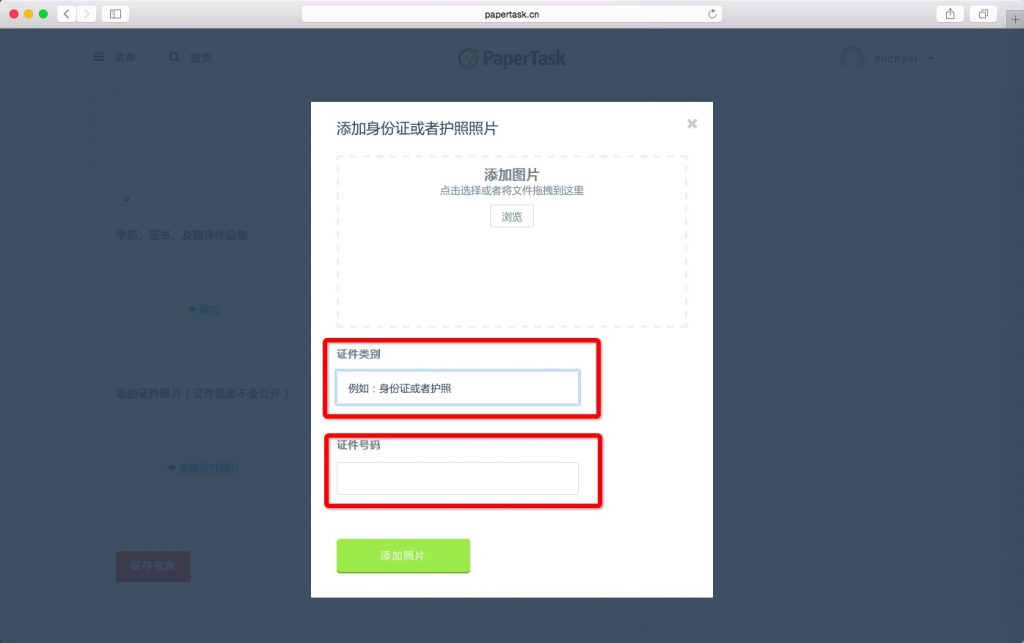 papertask.cn
菜单
搜索
PaperTask
michael
添加身份证或者护照照片
添加图片
点击选择或者将文件拖拽到这里
浏览
p
学历、证书、及翻译作品集
+添加
证件类别
例如：身份证或者护照
您的证件照片（证件信息不会公开）
证件号码
+添加证件照片
添加照片
保存信息